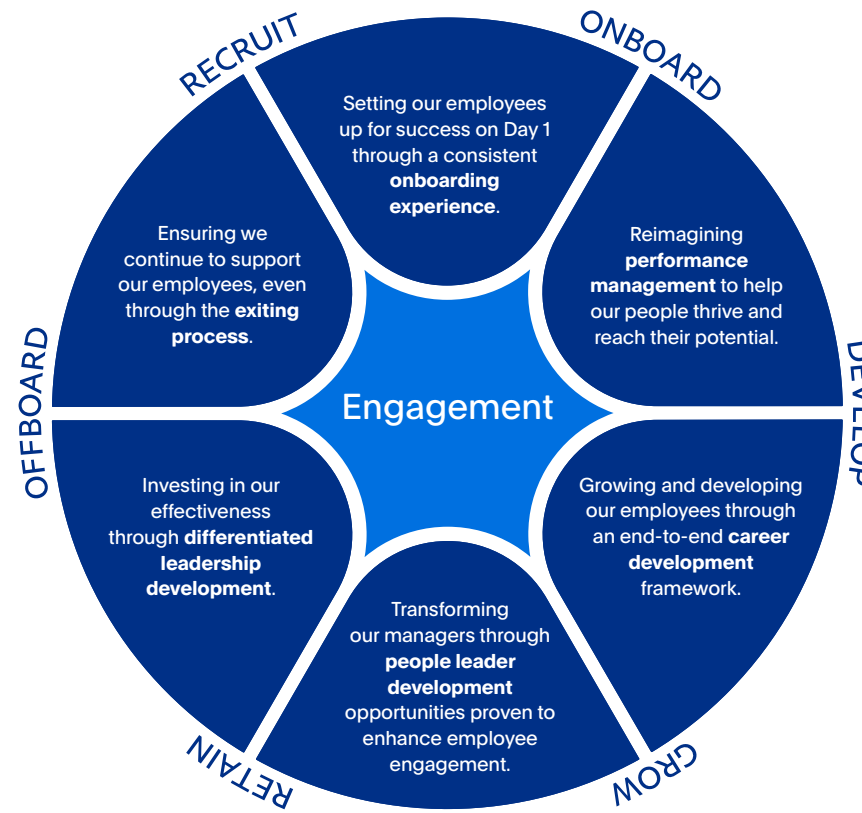 RECRUIT
ONBOARD
DEVELOP
GROW
RETAIN
OFFBOARD
Setting our employees
up for success on Day 1
through a consistent
onboarding
experience.
Reimagining
performance
management to help
our people thrive and
reach their potential.
Growing and developing
our employees through
an end-to-end career
development
framework.
Transforming
our managers through
people leader
development
opportunities proven to
enhance employee
engagement.
Investing in our
effectiveness
through differentiated
leadership
development.
Ensuring we
continue to support
our employees, even
through the exiting
process.
Engagement